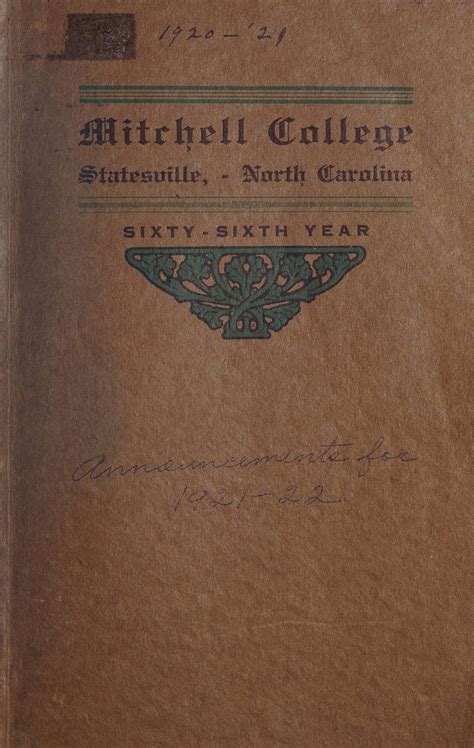 1920-'21
Mitchell College
Statesville, - North Carolina
SIXTY-SIXTH YEAR
Announcements for
1921-22.